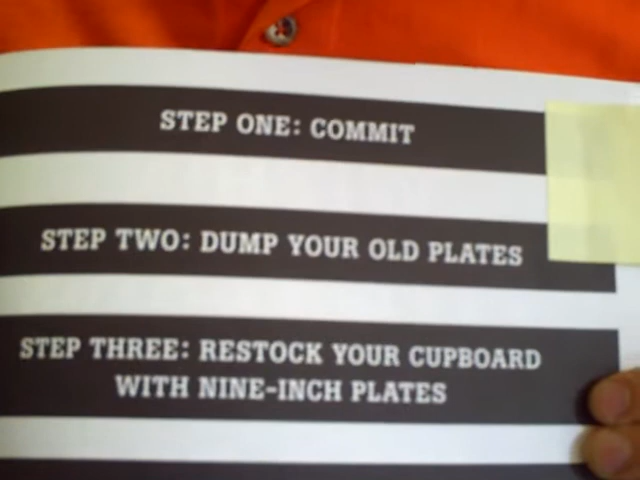 STEP ONE: COMMIT
STEP TWO: DUMP YOUR OLD PLATES
STEP THREE: RESTOCK YOUR CUPBOARD
WITH NINE-INCH PLATES